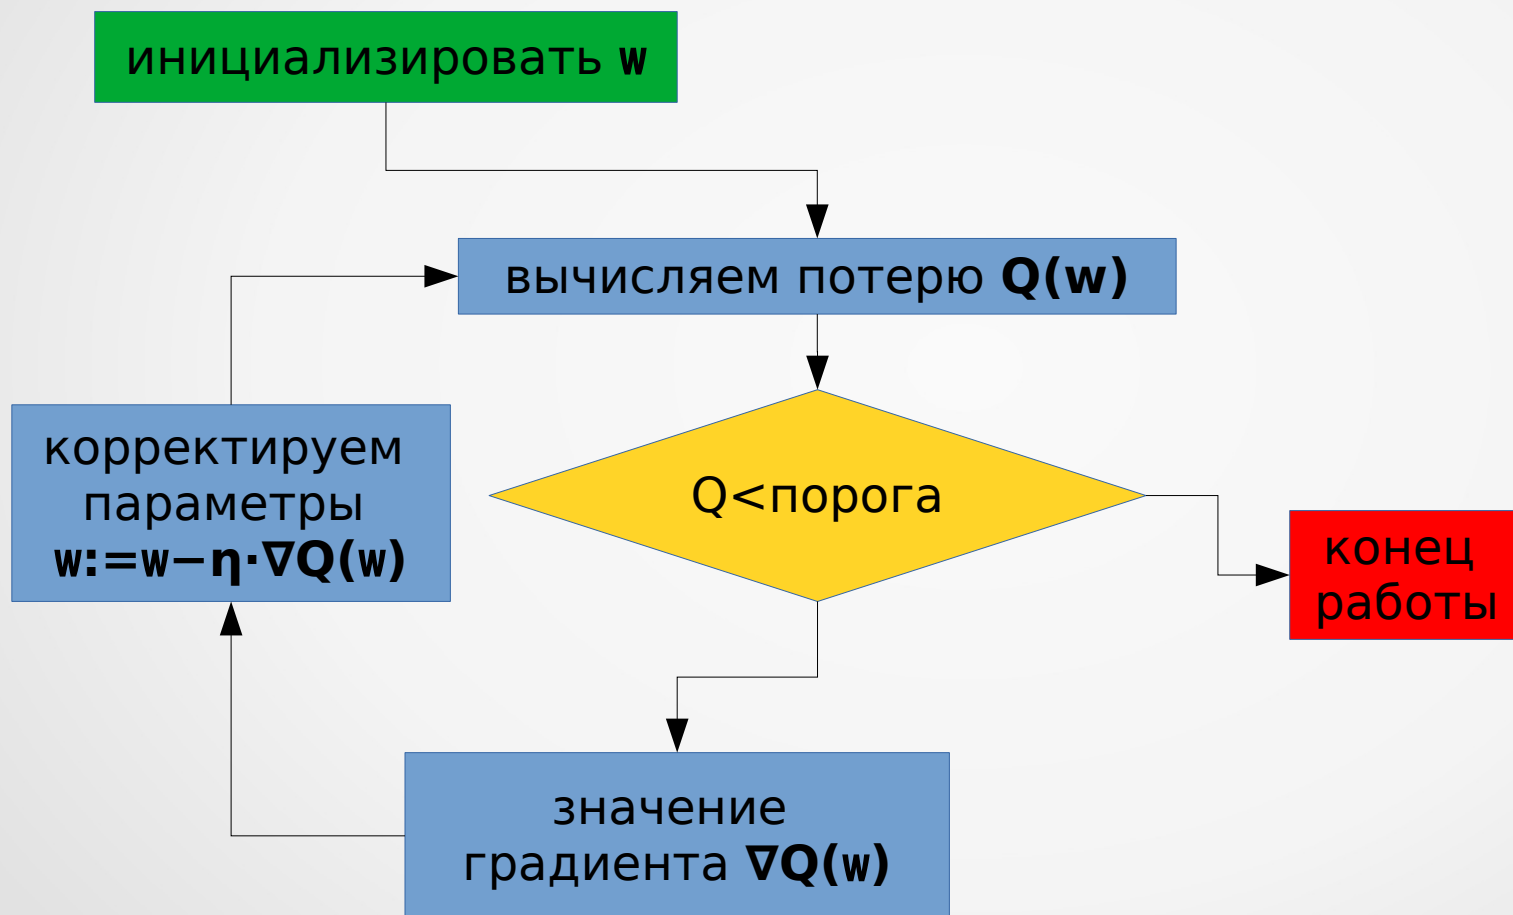 инициализировать w
вычисляем потерю Q(w)
корректируем
параметры
w:=w−η·∇Q(w)
Q<порога
конец
работы
значение
градиента ∇Q(w)